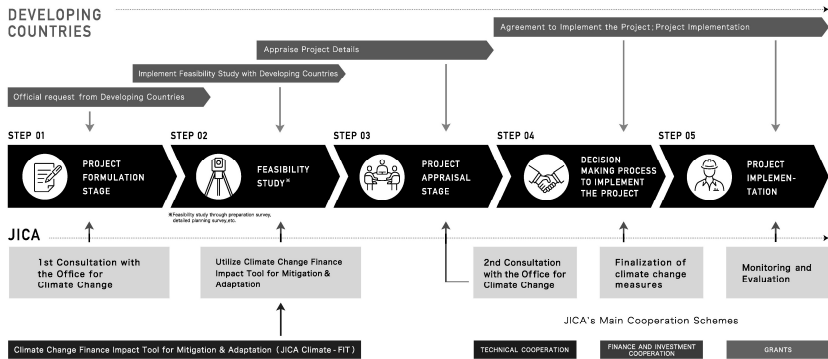 DEVELOPING
COUNTRIES
Agreement to Implement the Project; Project Implementation
Appraise Project Details
Implement Feasibility Study with Developing Countries
Official request from Developing Countries
STEP 01
STEP 02
STEP 03
STEP 04
STEP 05
PROJECT
FORMULATION
STAGE
FEASIBILITY
STUDY※
PROJECT
APPRAISAL
STAGE
DECISION
MAKING PROCESS
TO IMPLEMENT
THE PROJECT
PROJECT
IMPLEMEN-
TATION
※Feasibility study through preparation survey,
detailed planning survey,etc.
JICA
1st Consultation with
the Office for
Climate Change
Utilize Climate Change Finance
Impact Tool for Mitigation &
Adaptation
2nd Consultation
with the Office for
Climate Change
Finalization of
climate change
measures
Monitoring and
Evaluation
JICA's Main Cooperation Schemes
Climate Change Finance Impact Tool for Mitigation & Adaptation (JICA Climate - FIT)
TECHNICAL COOPERATION
FINANCE AND INVESTMENT
COOPERATION
GRANTS